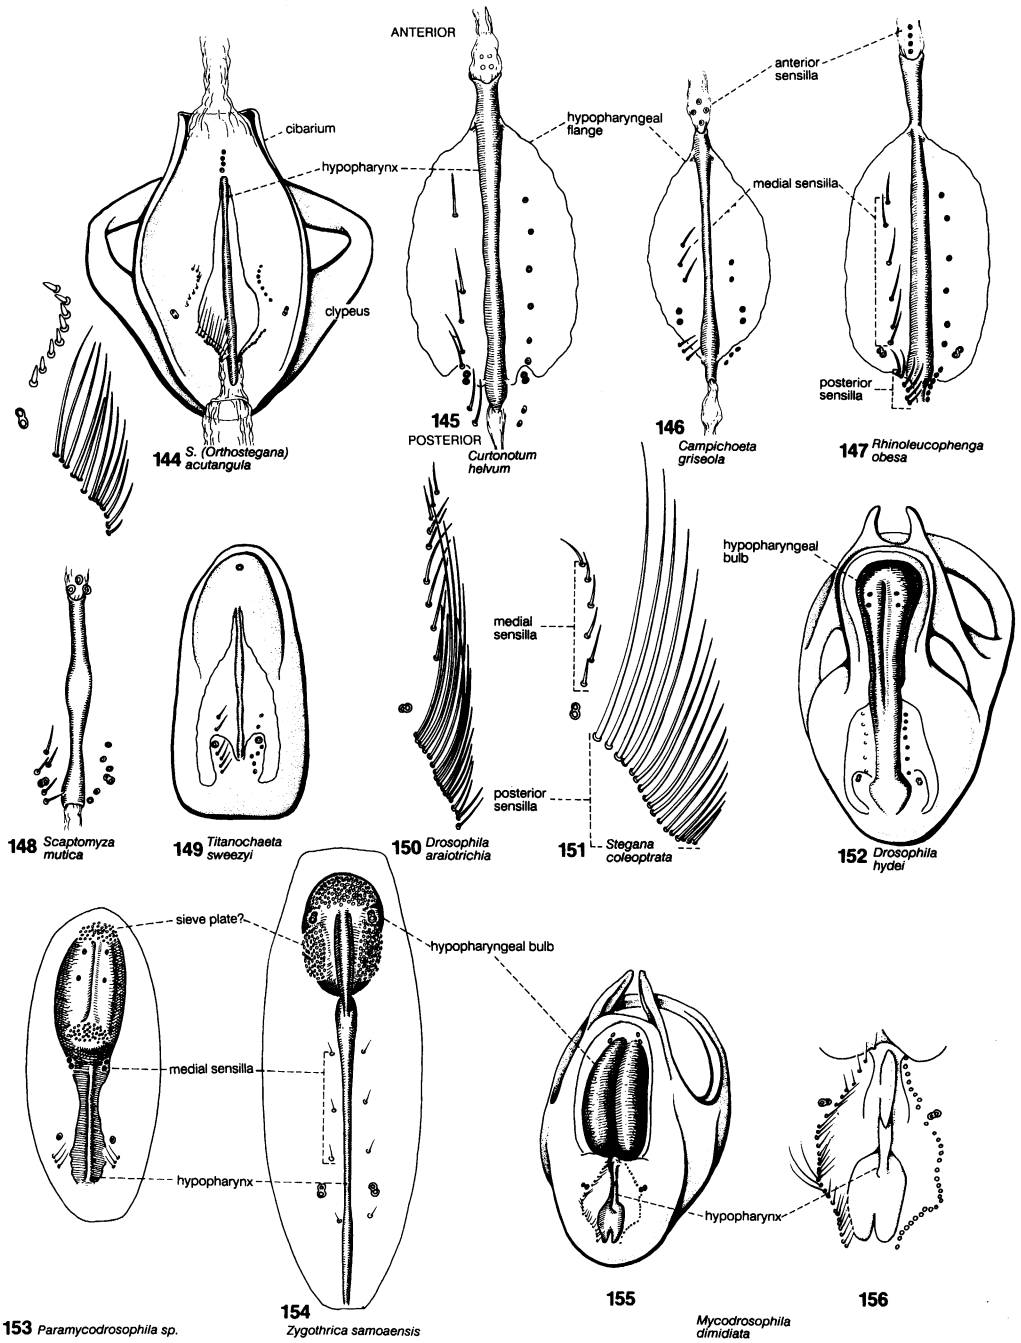 ANTERIOR
cibarium
hypopharynx
clypeus
hypopharyngeal
flange
anterior
sensilla
medial sensilla
posterior
sensilla
144 S. (Orthostegana)
acutangula
145
POSTERIOR
Curtonotum
helvum
146
Campichoeta
griseola
147 Rhinoleucophenga
obesa
hypopharyngeal
bulb
medial
sensilla
posterior
sensilla
148 Scaptomyza
mutica
149 Titanochaeta
sweezyi
150 Drosophila
araiotrichia
151 Stegana
coleoptrata
152 Drosophila
hydei
sieve plate?
hypopharyngeal bulb
medial sensilla
hypopharynx
hypopharynx
153 Paramycodrosophila sp.
154
Zygothrica samoaensis
155
156
Mycodrosophila
dimidiata